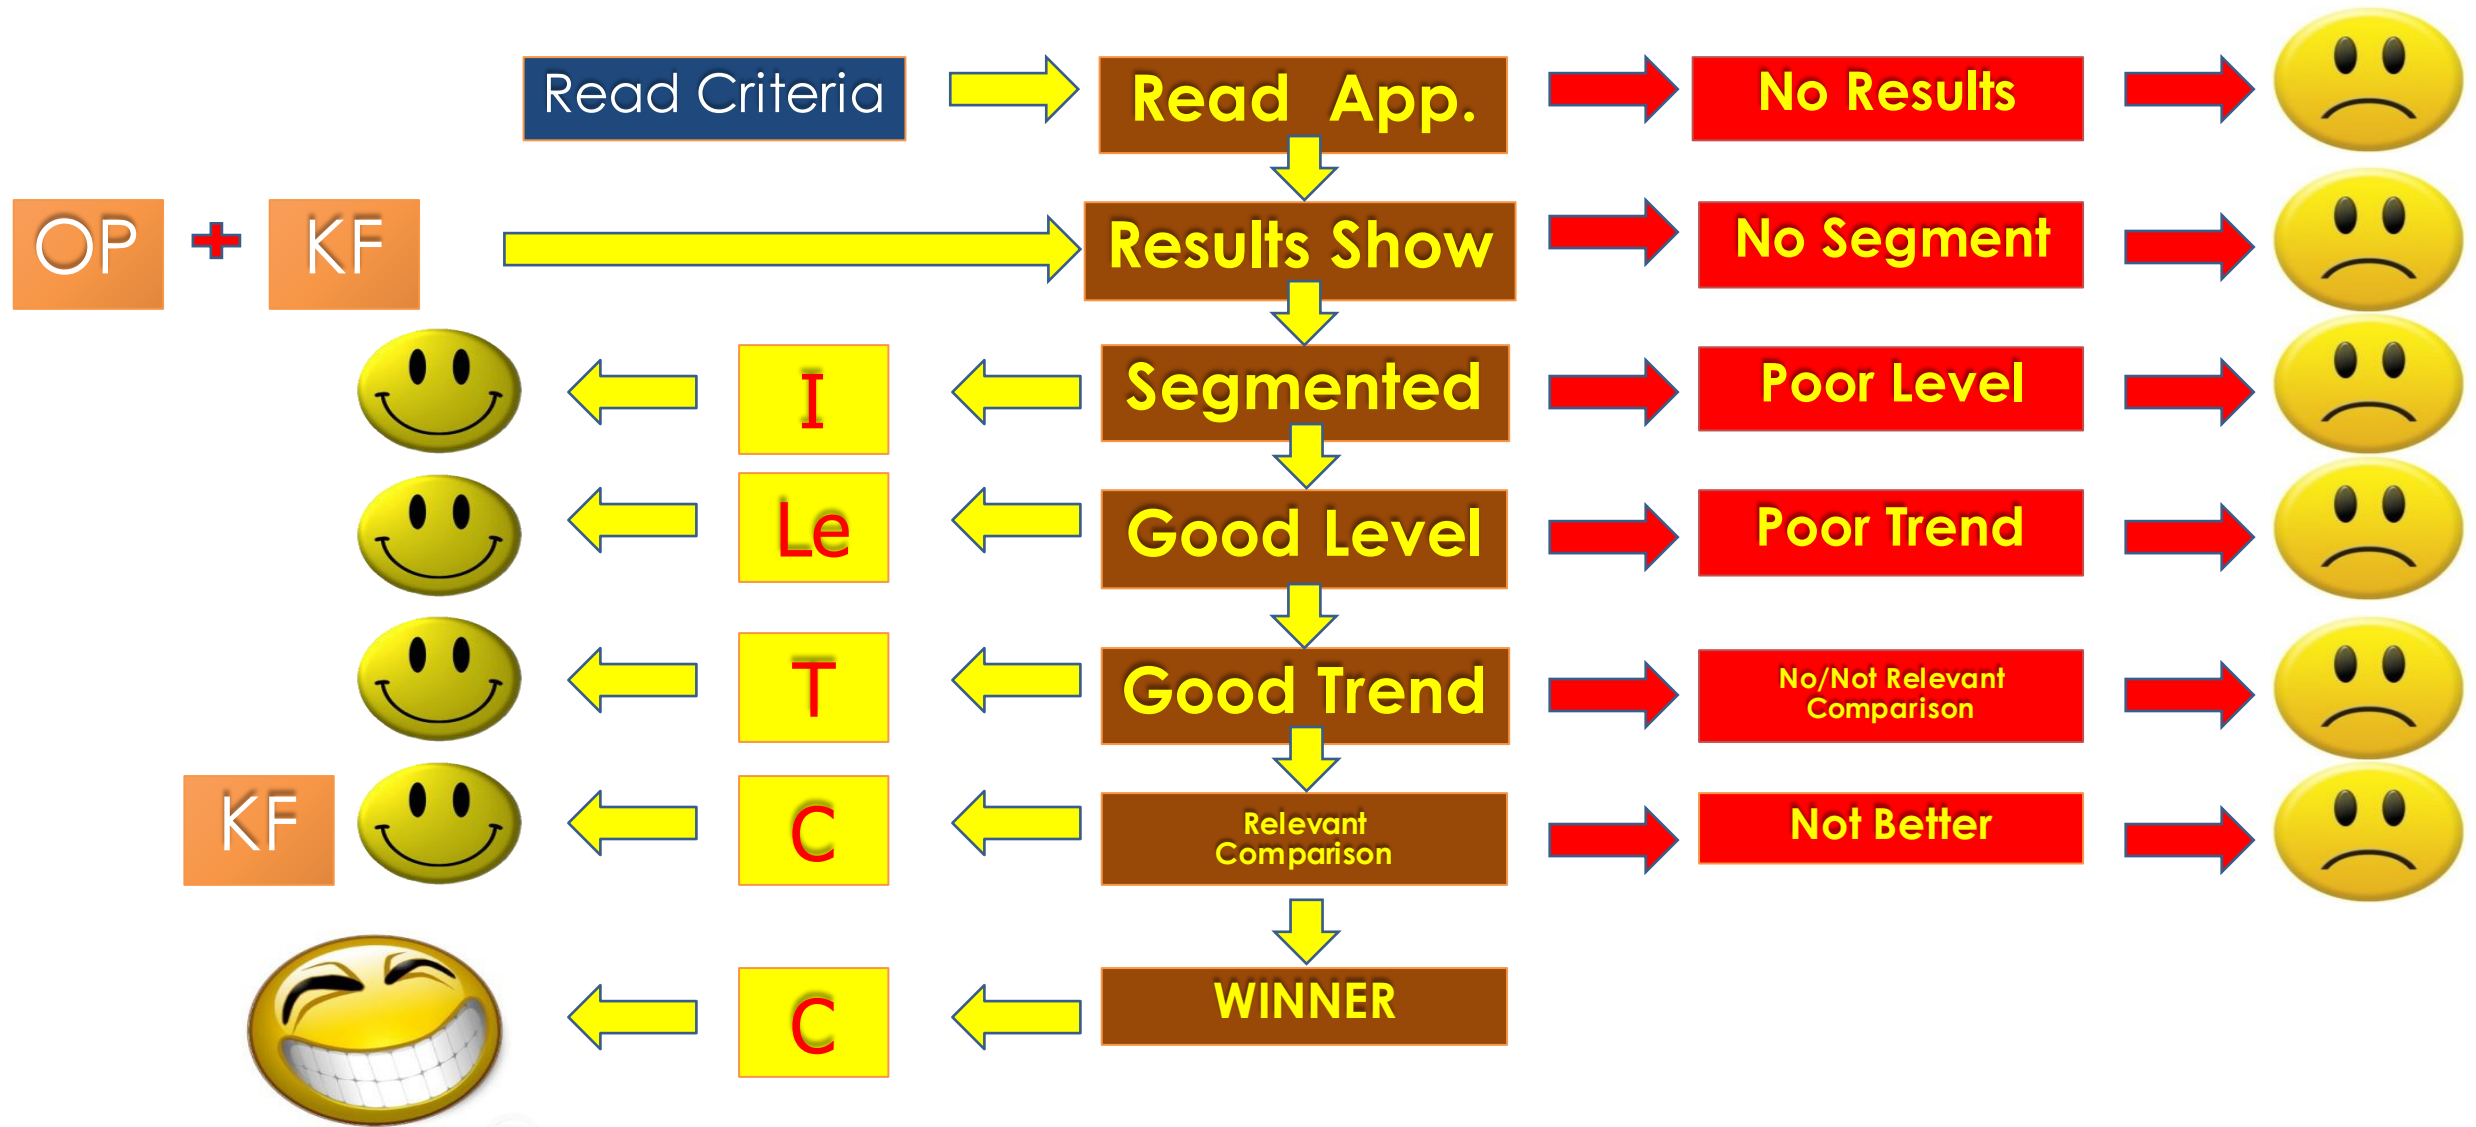 Read Criteria
Read App.
No Results
OP
KF
Results Show
No Segment
I
Segmented
Poor Level
Le
Good Level
Poor Trend
T
Good Trend
No/Not Relevant
Comparison
KF
C
Relevant
Comparison
Not Better
C
WINNER